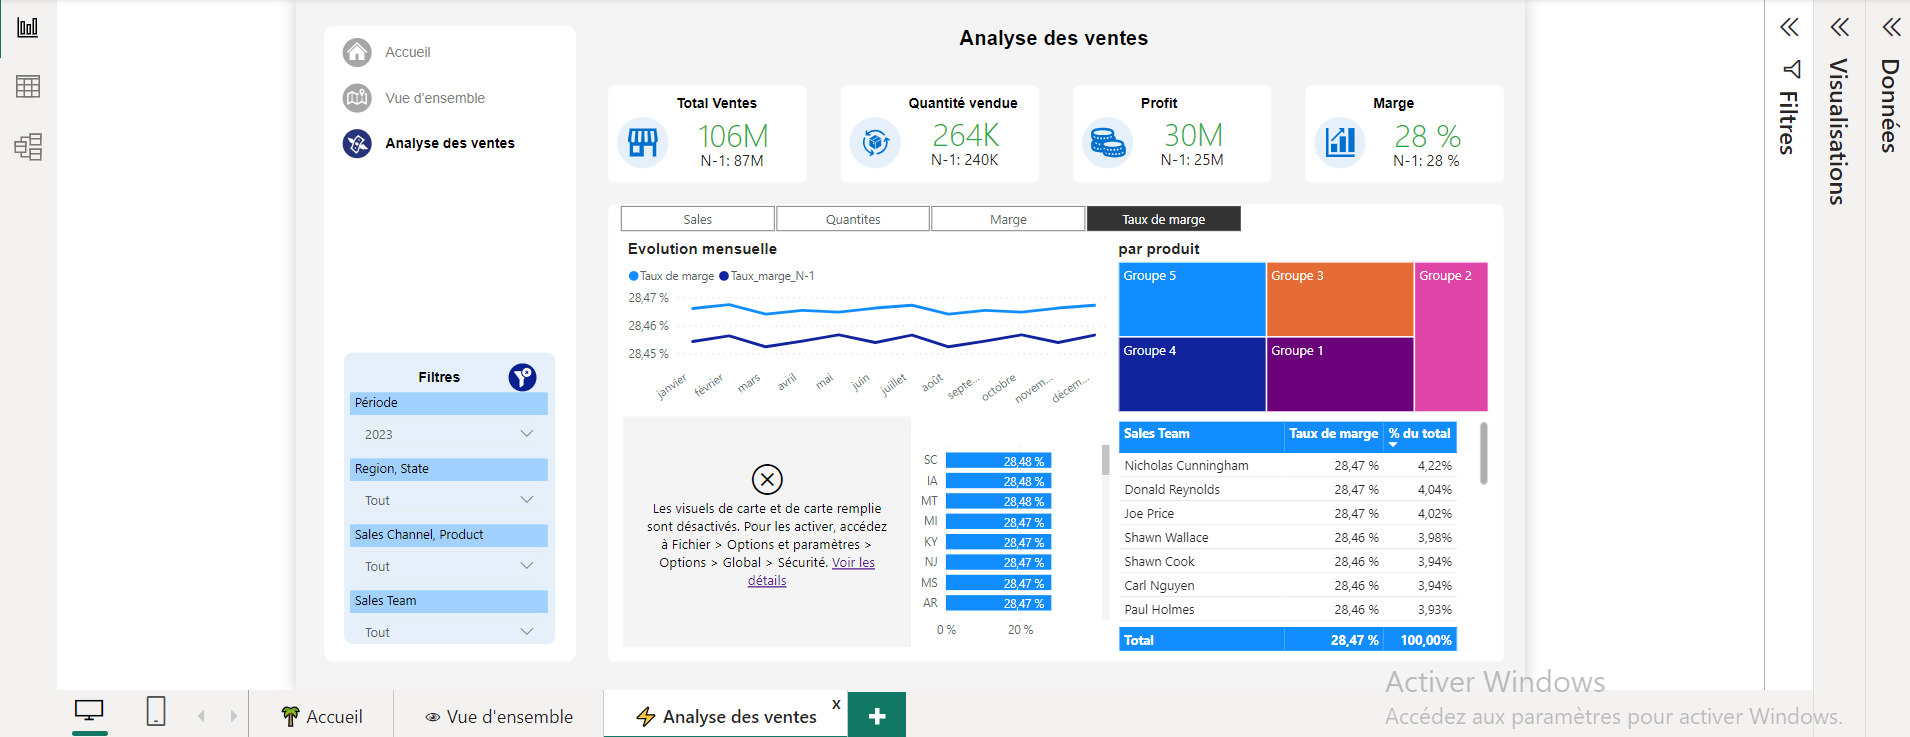 Analyse des ventes
Accueil
Vue d'ensemble
Analyse des ventes
Total Ventes
106M
N-1: 87M
Quantité vendue
264K
N-1: 240K
Profit
30M
N-1: 25M
Marge
28 %
N-1: 28 %
Sales
Quantites
Marge
Taux de marge
Evolution mensuelle
Taux de marge
Taux_marge_N-1
28,47 %
28,46 %
28,45 %
janvier
février
mars
avril
mai
juin
juillet
août
septe...
octobre
novem...
décem...
par produit
Groupe 5
Groupe 3
Groupe 2
Groupe 4
Groupe 1
Filtres
Période
2023
Region, State
Tout
Sales Channel, Product
Tout
Sales Team
Tout
Les visuels de carte et de carte remplie
sont désactivés. Pour les activer, accédez
à Fichier > Options et paramètres >
Options > Global > Sécurité. Voir les
détails
SC 28,48 %
IA 28,48 %
MT 28,48 %
MI 28,47 %
KY 28,47 %
NJ 28,47 %
MS 28,47 %
AR 28,47 %
0 % 20 %
Sales Team Taux de marge % du total
Nicholas Cunningham 28,47 % 4,22%
Donald Reynolds 28,47 % 4,04%
Joe Price 28,47 % 4,02%
Shawn Wallace 28,46 % 3,98%
Shawn Cook 28,46 % 3,94%
Carl Nguyen 28,46 % 3,94%
Paul Holmes 28,46 % 3,93%
Total 28,47 % 100,00%
Filtres
Visualisations
Données
Activer Windows
Accédez aux paramètres pour activer Windows.
Accueil
Vue d'ensemble
Analyse des ventes
x
+